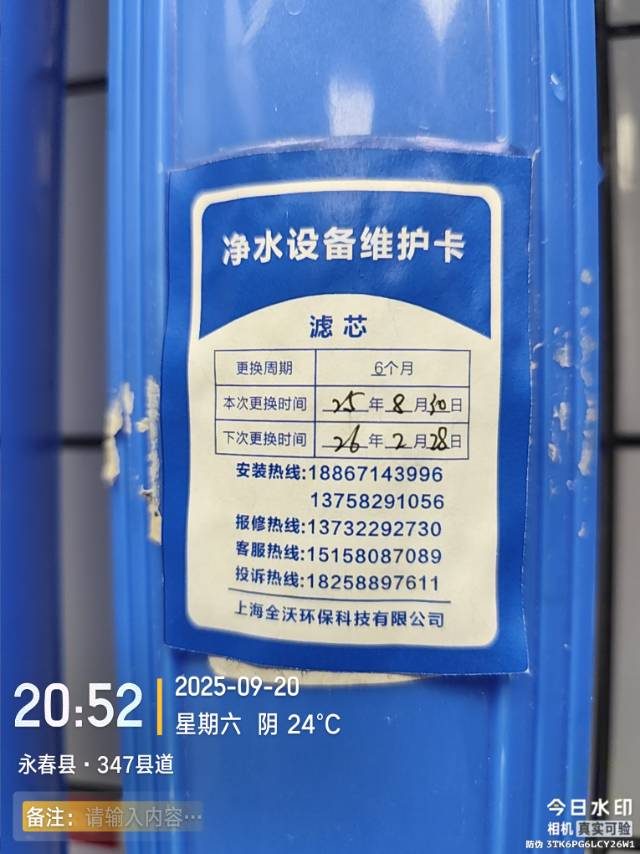 净水设备维护卡
滤芯
更换周期 6个月
本次更换时间 25年8月30日
下次更换时间 26年2月28日
安装热线:18867143996
13758291056
报修热线:13732292730
客服热线:15158087089
投诉热线:18258897611
上海全沃环保科技有限公司
20:52
2025-09-20
星期六 阴 24°C
永春县·347县道
备注: 请输入内容…
今日水印
相机 真实可验
防伪 3TK6PG6LCY26W1